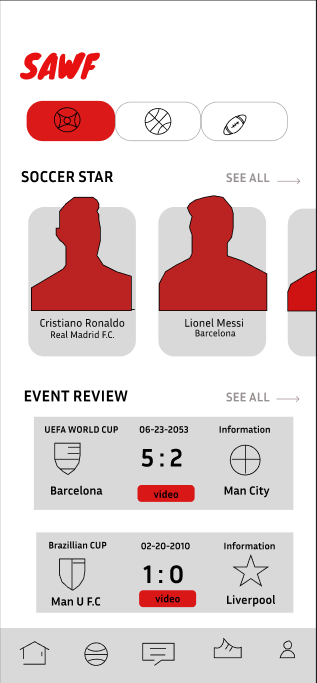 SAWF
SOCCER STAR SEE ALL
Cristiano Ronaldo
Real Madrid F.C.
Lionel Messi
Barcelona
EVENT REVIEW SEE ALL
UEFA WORLD CUP 06-23-2053 Information
5:2
Barcelona video Man City
Brazillian CUP 02-20-2010 Information
1:0
Man U F.C video Liverpool